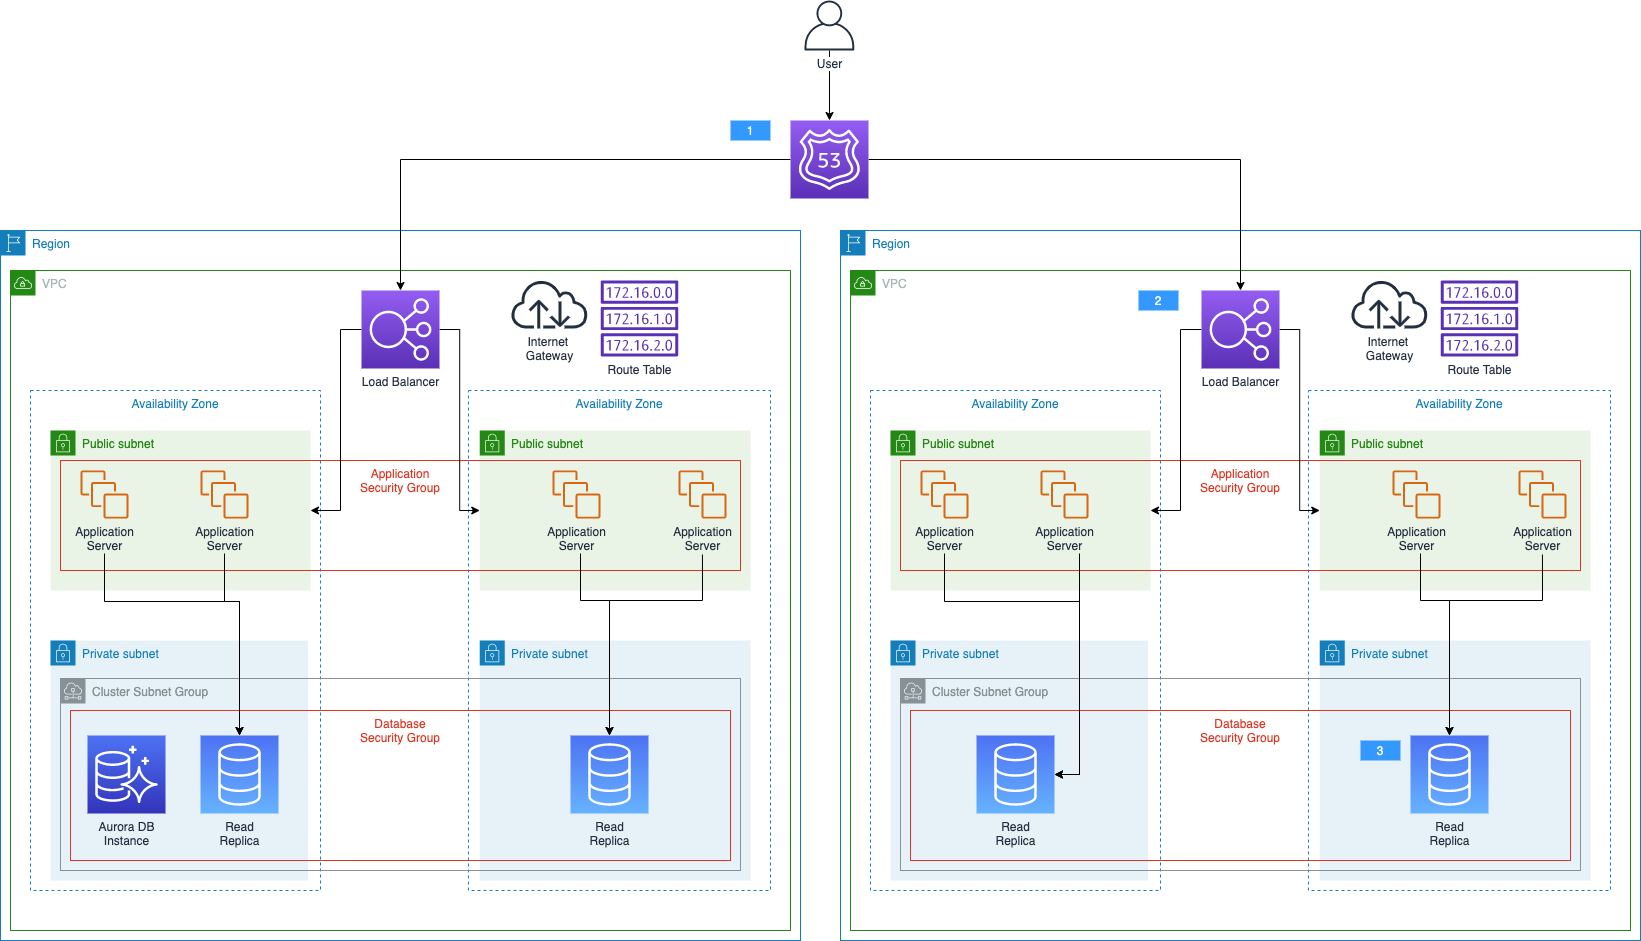 User
1
53
Region
VPC
172.16.0.0
172.16.1.0
172.16.2.0
Internet
Gateway
Route Table
Load Balancer
Availability Zone
Availability Zone
Public subnet
Public subnet
Application
Security Group
Application
Server
Application
Server
Application
Server
Application
Server
Private subnet
Private subnet
Cluster Subnet Group
Database
Security Group
Aurora DB
Instance
Read
Replica
Read
Replica
Region
VPC
2
172.16.0.0
172.16.1.0
172.16.2.0
Internet
Gateway
Route Table
Load Balancer
Availability Zone
Availability Zone
Public subnet
Public subnet
Application
Security Group
Application
Server
Application
Server
Application
Server
Application
Server
Private subnet
Private subnet
Cluster Subnet Group
Database
Security Group
3
Read
Replica
Read
Replica